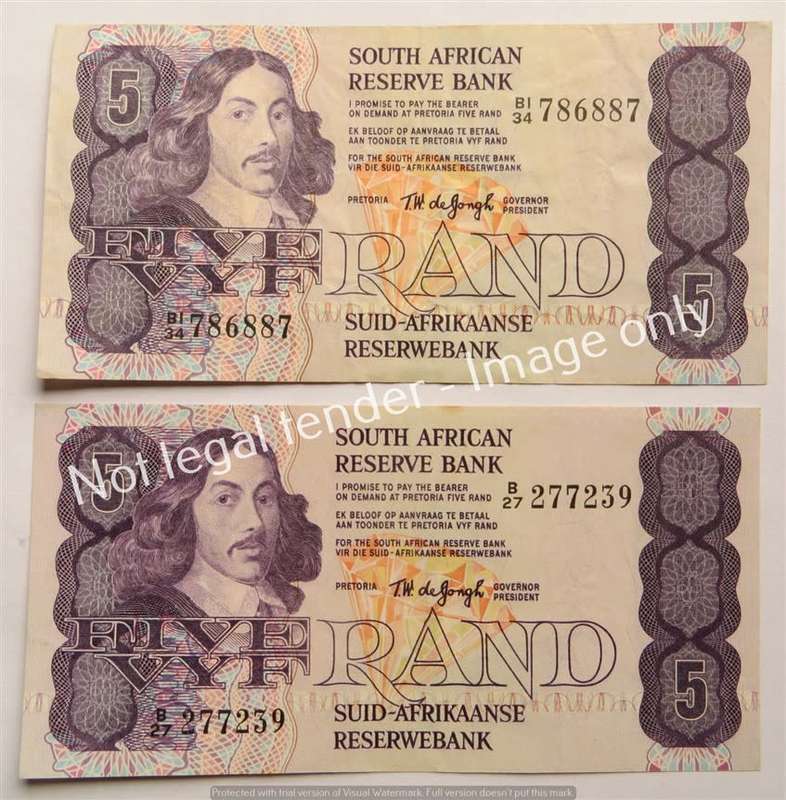 5
SOUTH AFRICAN
RESERVE BANK
I PROMISE TO PAY THE BEARER
ON DEMAND AT PRETORIA FIVE RAND
BI/34 786887
EK BELOOF OP AANVRAAG TE BETAAL
AAN TOONDER TE PRETORIA VYF RAND
FOR THE SOUTH AFRICAN RESERVE BANK
VIR DIE SUID-AFRIKAANSE RESERWEBANK
PRETORIA T.W. de Jongh GOVERNOR
PRESIDENT
FIVE
VYF
RAND
5
BI/34 786887
SUID-AFRIKAANSE
RESERWEBANK
Not legal tender - Image only
5
SOUTH AFRICAN
RESERVE BANK
I PROMISE TO PAY THE BEARER
ON DEMAND AT PRETORIA FIVE RAND
B/27 277239
EK BELOOF OP AANVRAAG TE BETAAL
AAN TOONDER TE PRETORIA VYF RAND
FOR THE SOUTH AFRICAN RESERVE BANK
VIR DIE SUID-AFRIKAANSE RESERWEBANK
PRETORIA T.W. de Jongh GOVERNOR
PRESIDENT
FIVE
VYF
RAND
5
B/27 277239
SUID-AFRIKAANSE
RESERWEBANK
Protected with trial version of Visual Watermark. Full version doesn't put this mark.